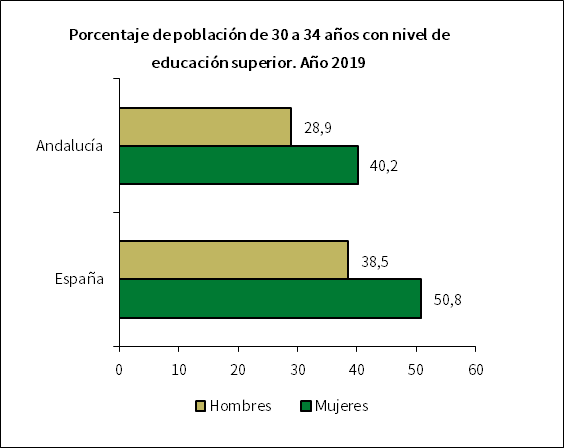 Porcentaje de población de 30 a 34 años con nivel de
educación superior. Año 2019
Andalucía
28,9
40,2
España
38,5
50,8
0 10 20 30 40 50 60
Hombres Mujeres